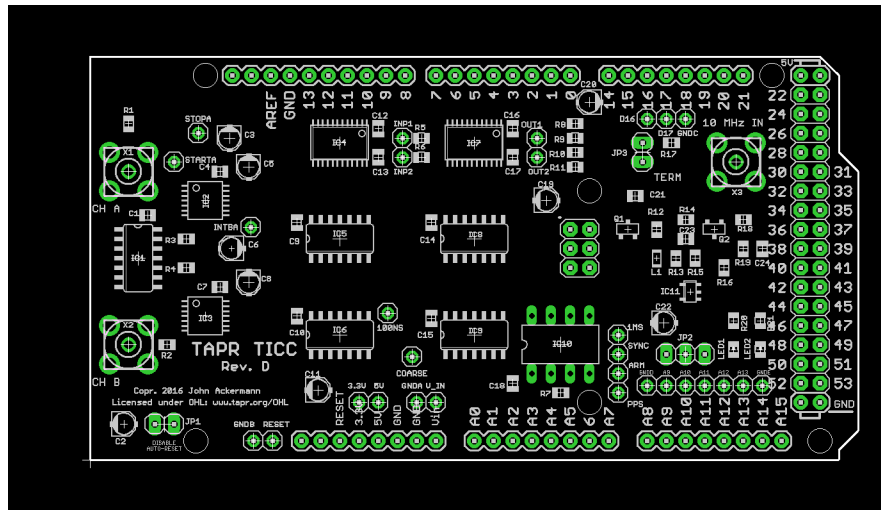 5V
AREF GND 13 12 11 10 9 8 7 6 5 4 3 2 1 0 14 15 16 17 18 19 20 21
C20
22
24
26
28
30 31
32 33
34 35
36 37
38 39
40 41
42 43
44 45
46 47
48 49
50 51
52 53
GND
R1
STOPA
C3
C12
INP1
R5
C16
OUT1
R8
D16
D17
GNDC
10 MHz IN
X1
STARTA
IC4
R6
IC7
R9
JP3
R17
C4
C5
C13
INP2
C17
OUT2
R10
R11
TERM
X3
CH A
IC2
C19
C21
C1
INTBA
Q1
R12
R14
R18
IC1
R3
C6
C9
IC5
C14
IC8
C23
Q2
R4
L1
R13
R15
R19
C24
C7
C8
R16
IC11
X2
IC3
C10
IC6
100NS
C15
IC9
C22
R20
1MS
JP2
SYNC
R2
TAPR TICC
Rev. D
COARSE
IC10
LED1
LED2
ARM
CH B
C11
3.3V
5V
GNDA
V_IN
C18
R7
PPS
A9
A10
A11
A12
A13
GNDE
Copr. 2016 John Ackermann
Licensed under OHL: www.tapr.org/OHL
C2
JP1
DISABLE
AUTO-RESET
GNDB
RESET
RESET 3.3V 5V GND GND VIN A0 A1 A2 A3 A4 A5 6 A7 A8 A9 A10 A11 A12 A13 A14 A15